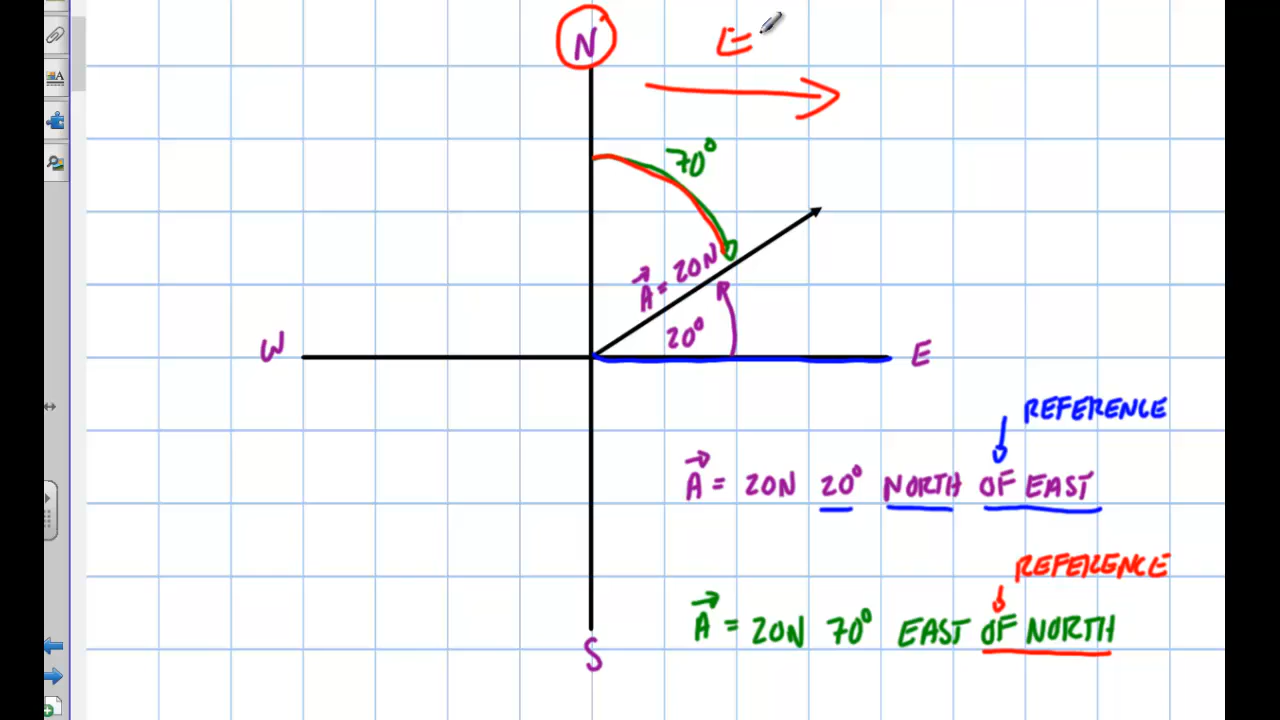 N
E
70°
A = 20N
20°
W
E
REFERENCE
A = 20N 20° NORTH OF EAST
REFERENCE
A = 20N 70° EAST OF NORTH
S